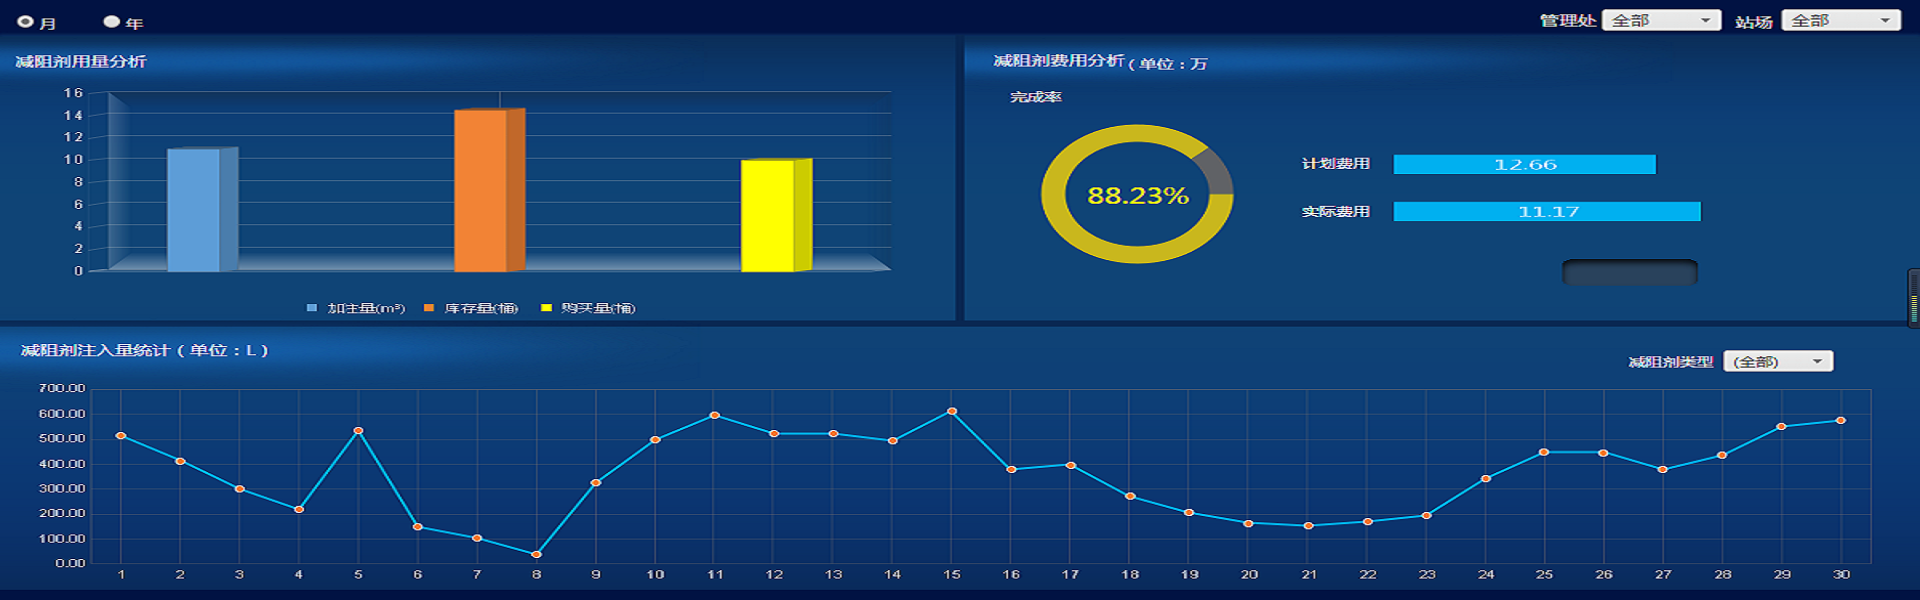 月 年 管理处 全部 站场 全部
减阻剂用量分析
16
14
12
10
8
6
4
2
0
加注量(m³) 库存量(桶) 购买量(桶)
减阻剂费用分析(单位:万
完成率
88.23%
计划费用 12.66
实际费用 11.17
减阻剂注入量统计(单位:L)
减阻剂类型 (全部)
700.00
600.00
500.00
400.00
300.00
200.00
100.00
0.00
1 2 3 4 5 6 7 8 9 10 11 12 13 14 15 16 17 18 19 20 21 22 23 24 25 26 27 28 29 30